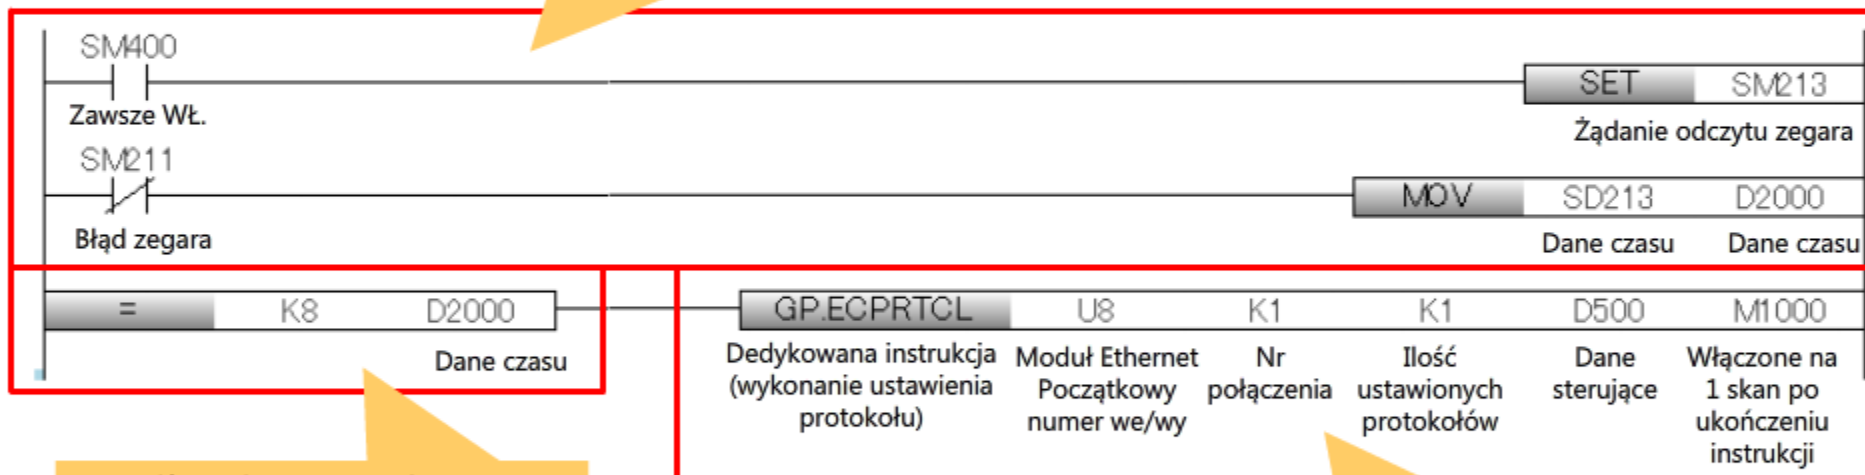 SM400
Zawsze WŁ.
SET SM213
Żądanie odczytu zegara
SM211
Błąd zegara
MOV SD213 D2000
Dane czasu Dane czasu
= K8 D2000
Dane czasu
GP.ECPRTCL U8 K1 K1 D500 M1000
Dedykowana instrukcja
(wykonanie ustawienia
protokołu)
Moduł Ethernet
Początkowy
numer we/wy
Nr
połączenia
Ilość
ustawionych
protokołów
Dane
sterujące
Włączone na
1 skan po
ukończeniu
instrukcji